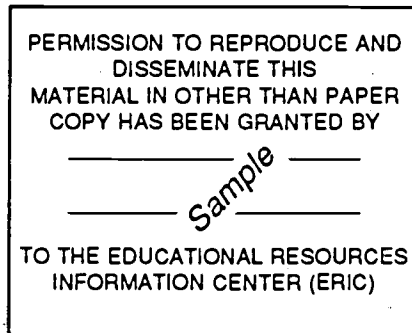 PERMISSION TO REPRODUCE AND
DISSEMINATE THIS
MATERIAL IN OTHER THAN PAPER
COPY HAS BEEN GRANTED BY
Sample
TO THE EDUCATIONAL RESOURCES
INFORMATION CENTER (ERIC)